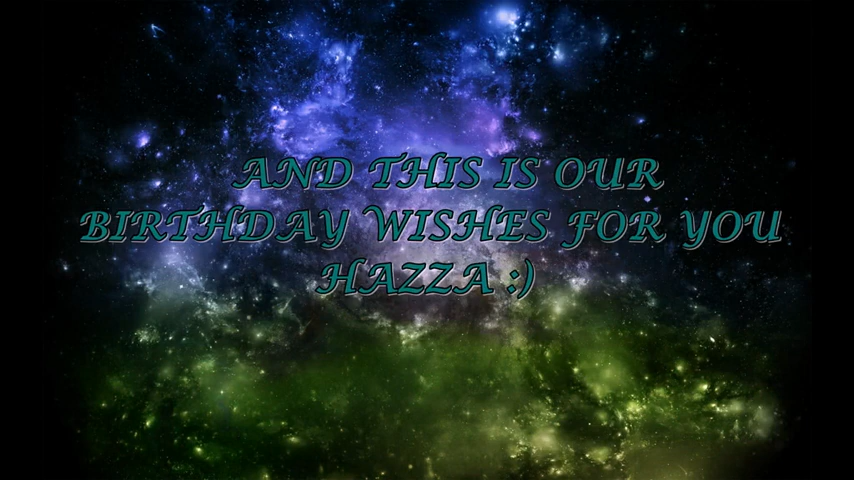 AND THIS IS OUR
BIRTHDAY WISHES FOR YOU
HAZZA :)